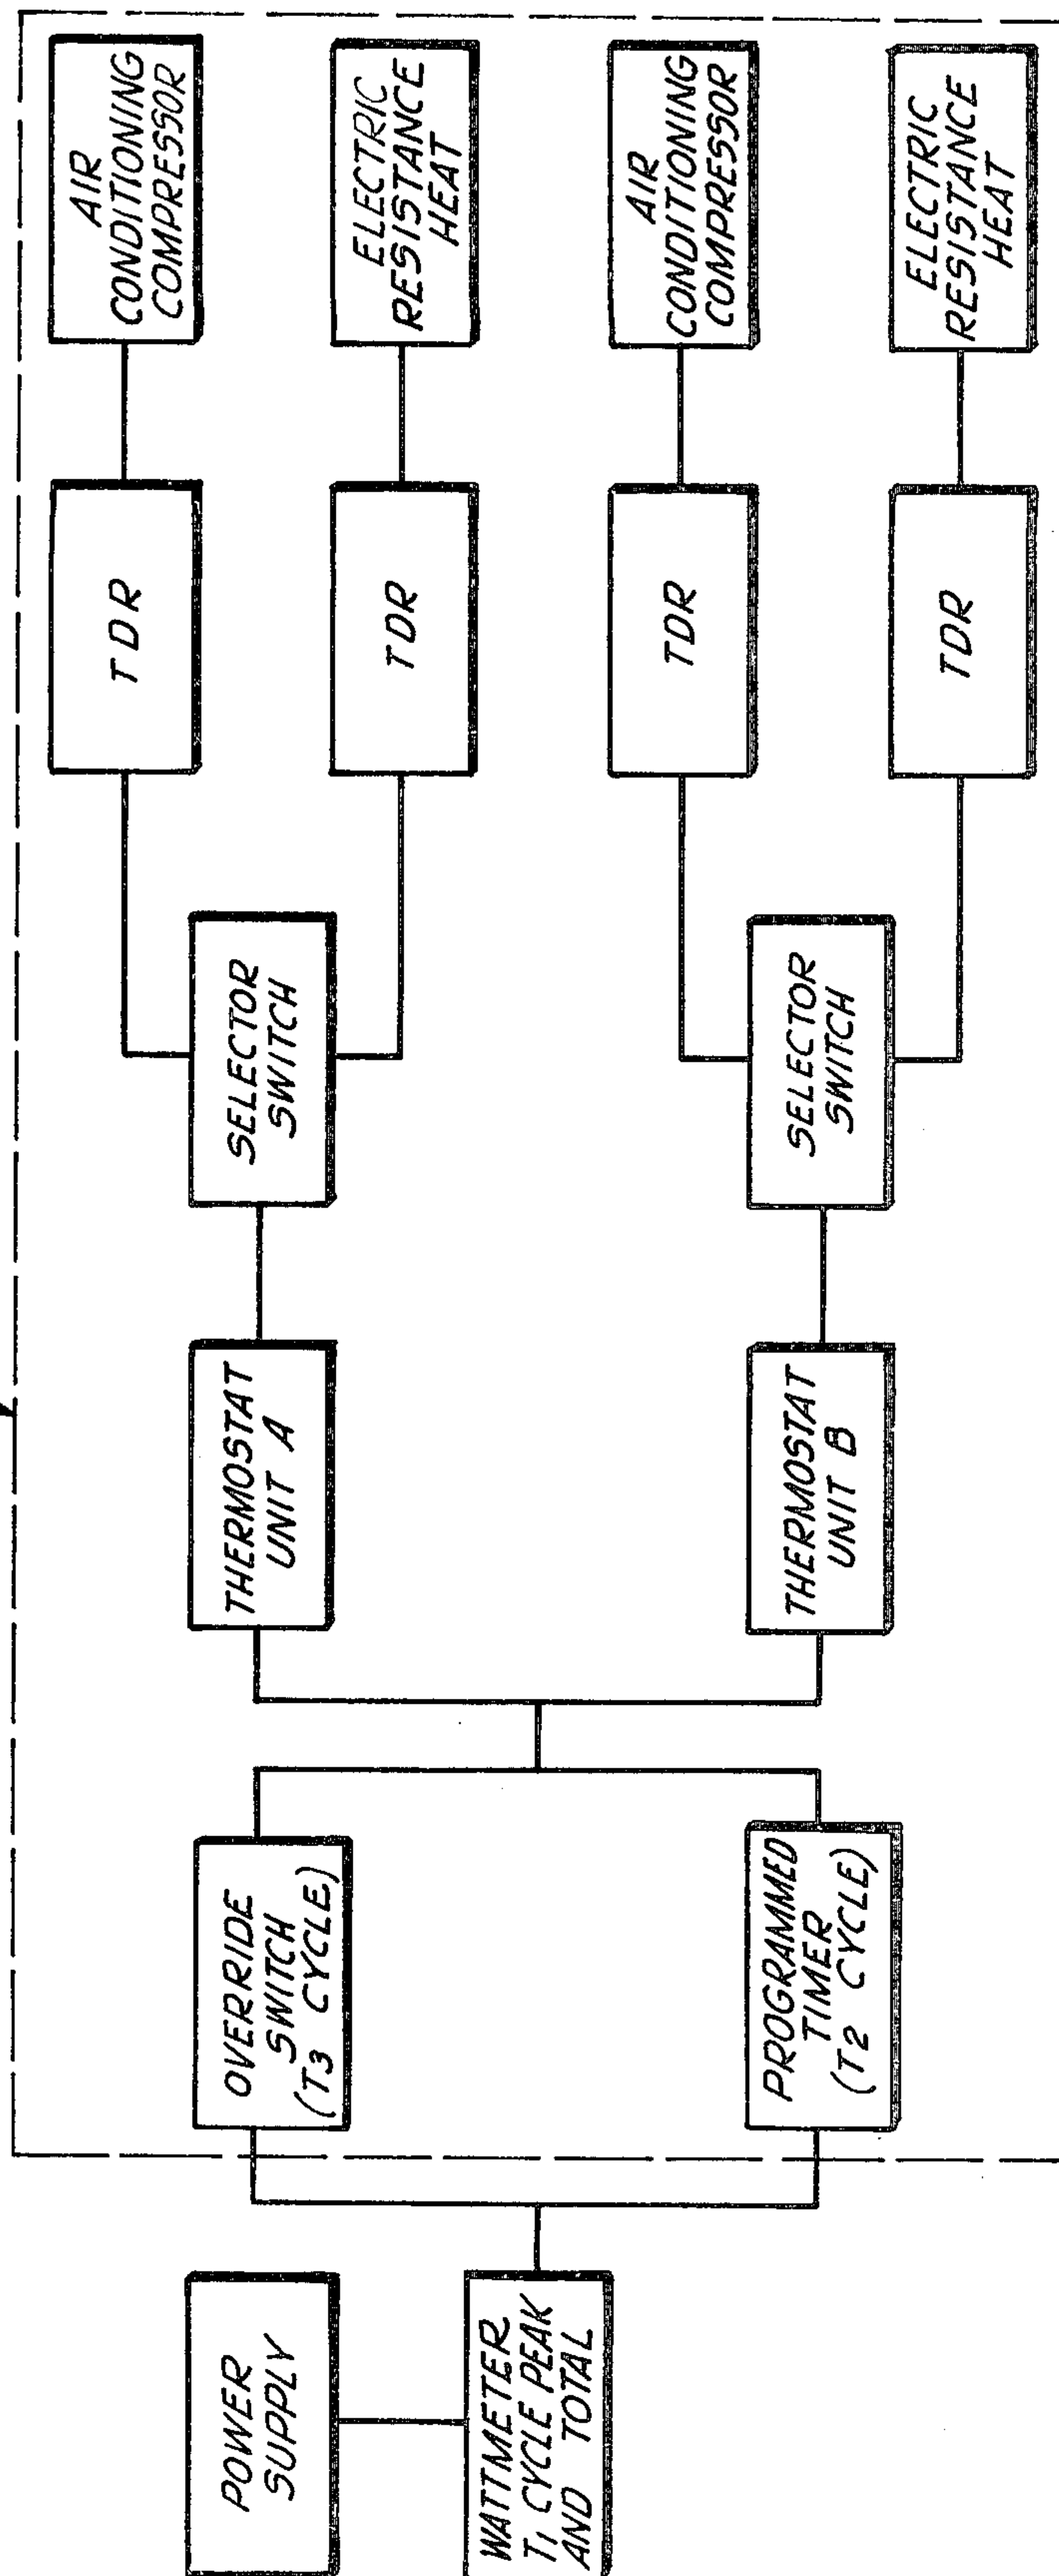 POWER
SUPPLY
WATTMETER
T1 CYCLE PEAK
AND TOTAL
OVERRIDE
SWITCH
(T3 CYCLE)
PROGRAMMED
TIMER
(T2 CYCLE)
THERMOSTAT
UNIT A
THERMOSTAT
UNIT B
SELECTOR
SWITCH
SELECTOR
SWITCH
TDR
TDR
TDR
TDR
AIR
CONDITIONING
COMPRESSOR
ELECTRIC
RESISTANCE
HEAT
AIR
CONDITIONING
COMPRESSOR
ELECTRIC
RESISTANCE
HEAT